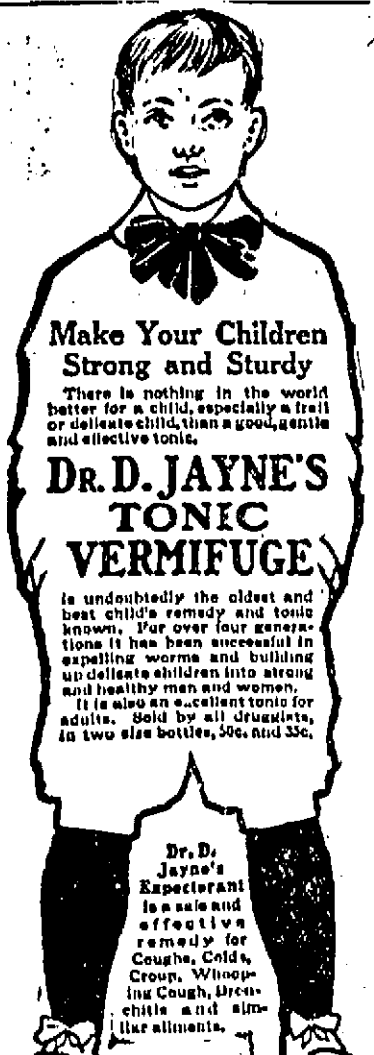 Make Your Children
Strong and Sturdy
There is nothing in the world
better for a child, especially a frail
or delicate child, than a good, gentle
and effective tonic.
DR. D. JAYNE'S
TONIC
VERMIFUGE
is undoubtedly the oldest and
best child's remedy and tonic
known. For over four genera-
tions it has been successful in
expelling worms and building
up delicate children into strong
and healthy men and women.
It is also an excellent tonic for
adults. Sold by all druggists,
in two size bottles, 50c. and 35c.
Dr. D.
Jayne's
Expectorant
is a safe and
effective
remedy for
Coughs, Colds,
Croup, Whoop-
ing Cough, Bron-
chitis and sim-
ilar ailments.